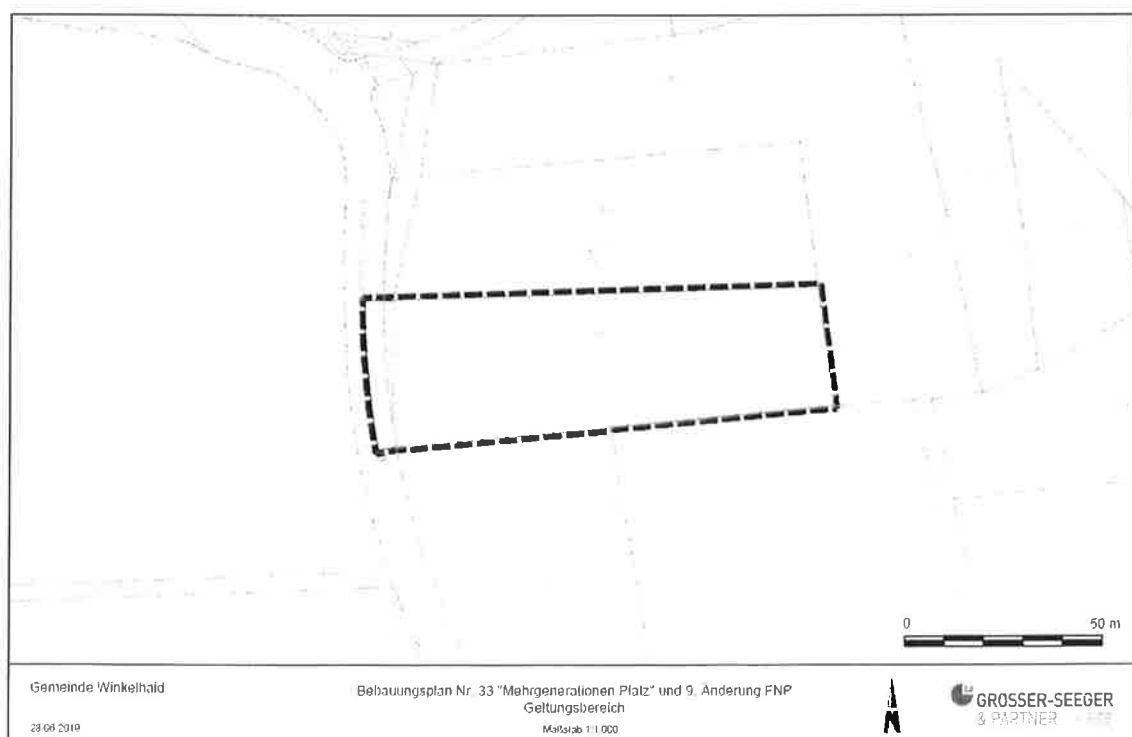 0 50 m
Gemeinde Winkelhaid
28.06.2019
Bebauungsplan Nr. 33 "Mehrgenerationen Platz" und 9. Änderung FNP
Geltungsbereich
Maßstab 1:1.000
GROSSER-SEEGER
& PARTNER